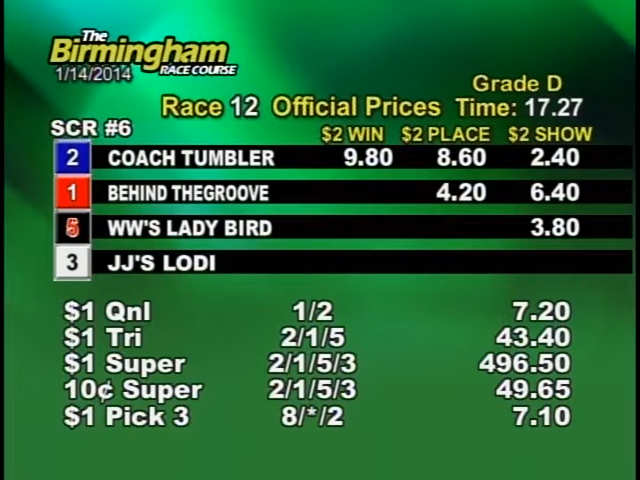 The
Birmingham
RACE COURSE
1/14/2014
Grade D
Race 12 Official Prices Time: 17.27
SCR #6
$2 WIN $2 PLACE $2 SHOW
2 COACH TUMBLER 9.80 8.60 2.40
1 BEHIND THEGROOVE 4.20 6.40
5 WW'S LADY BIRD 3.80
3 JJ'S LODI
$1 Qnl 1/2 7.20
$1 Tri 2/1/5 43.40
$1 Super 2/1/5/3 496.50
10¢ Super 2/1/5/3 49.65
$1 Pick 3 8/*/2 7.10